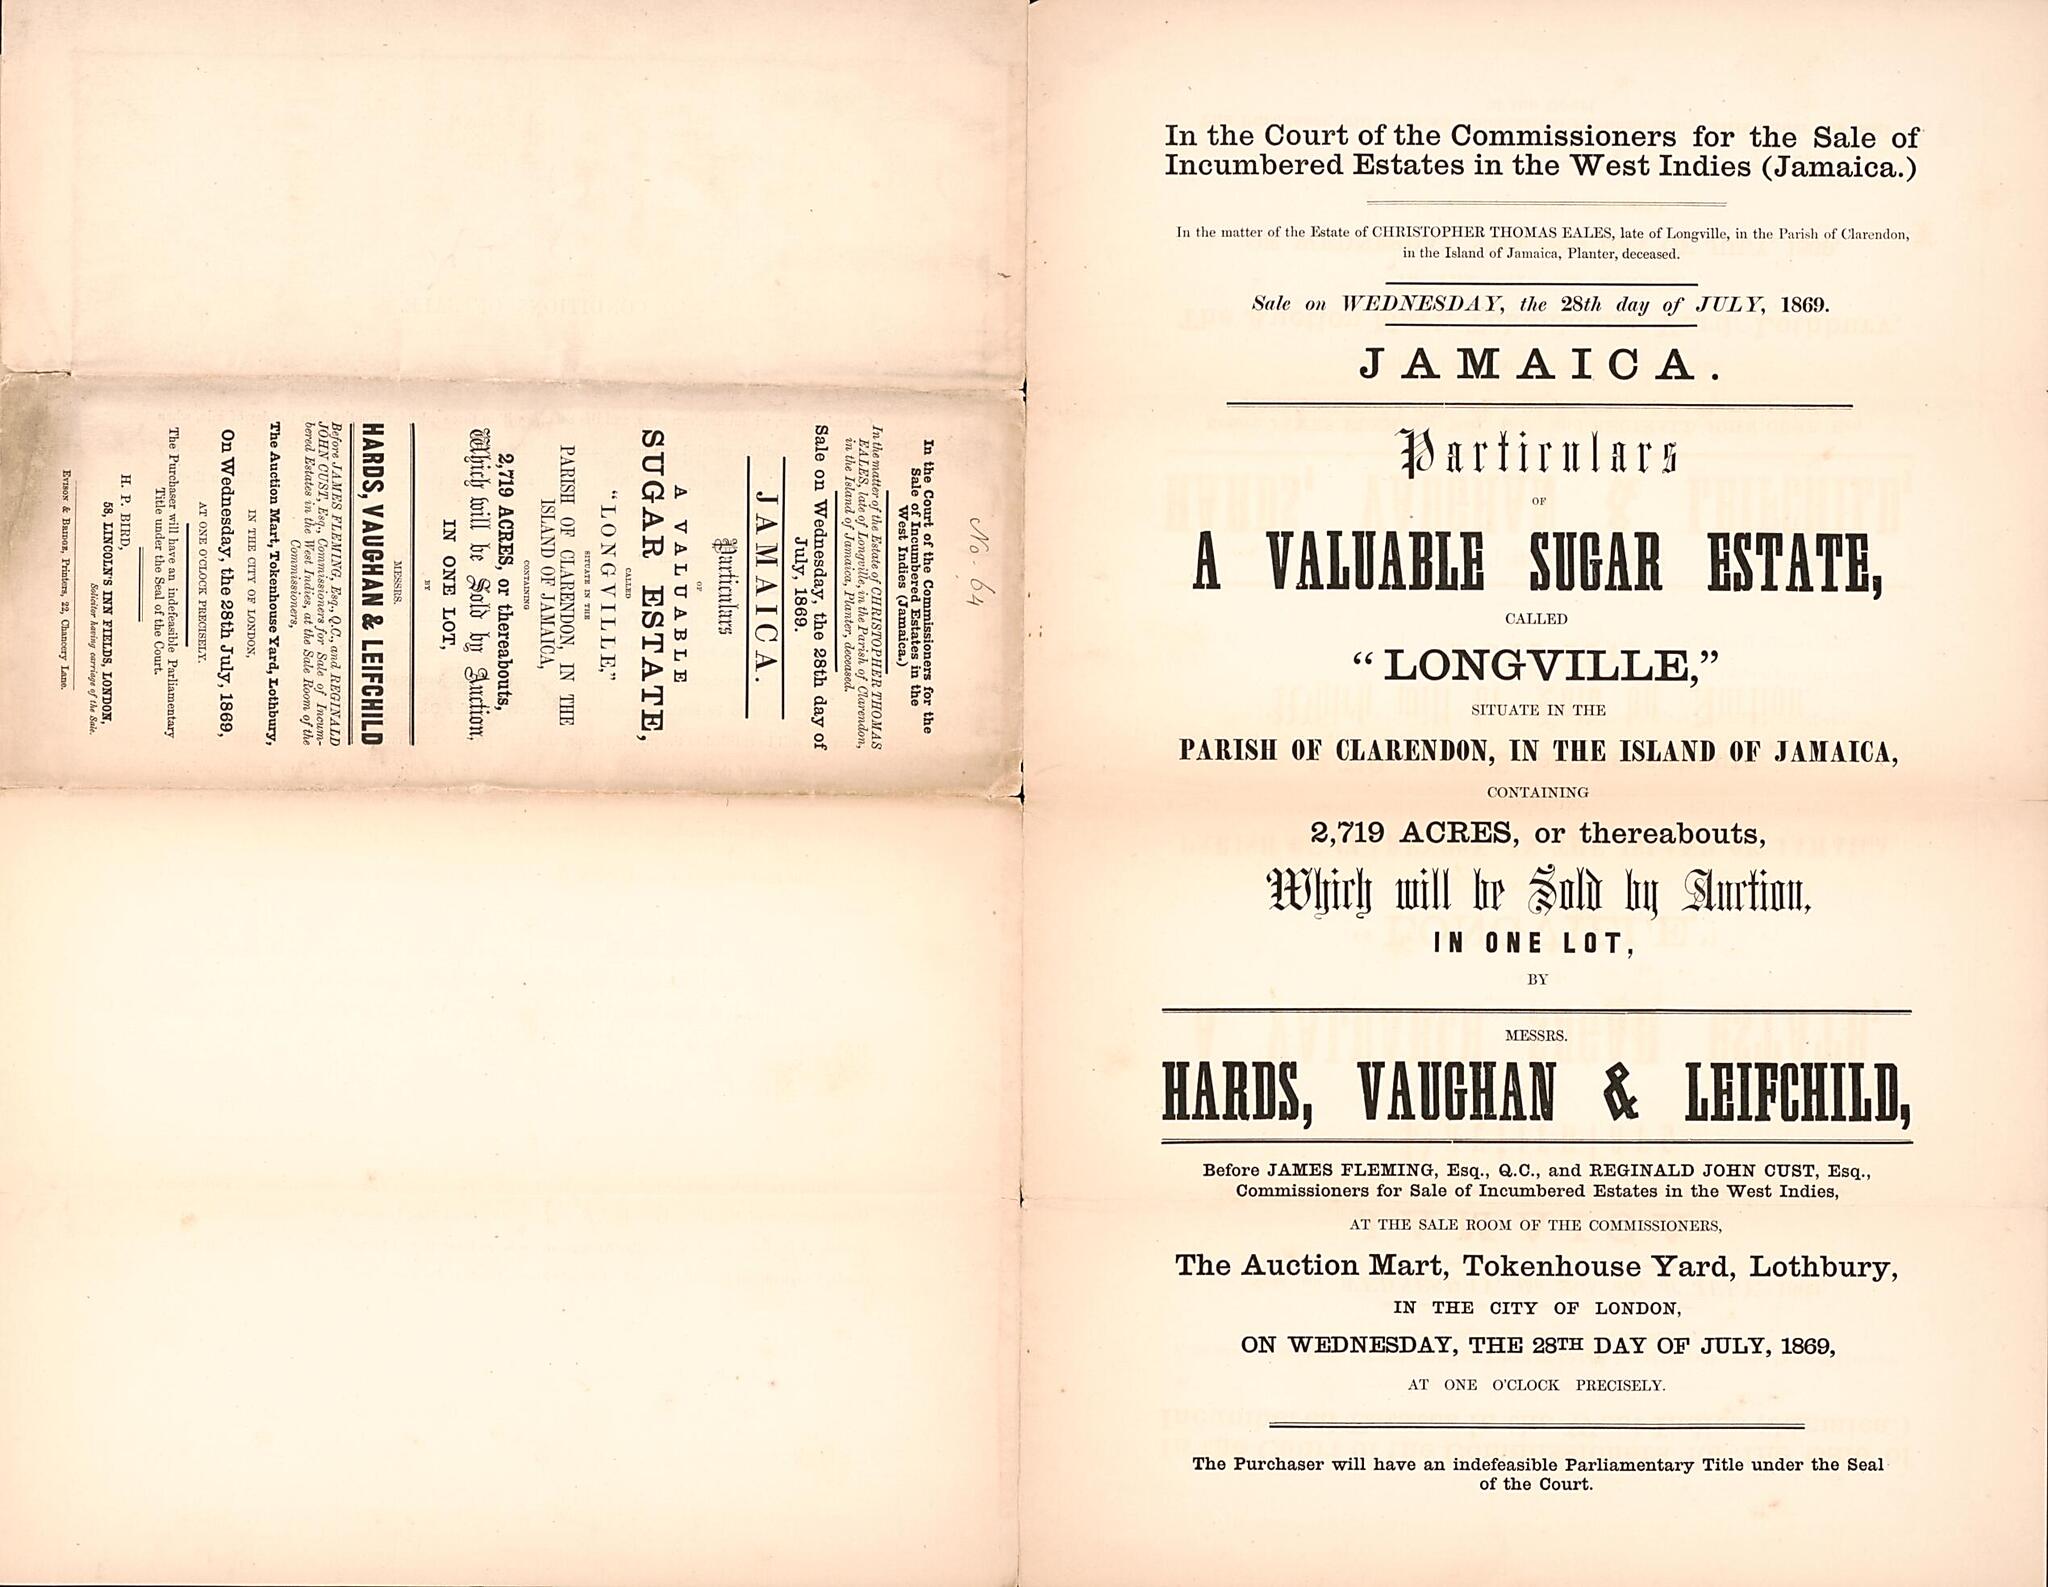 In the Court of the Commissioners for the Sale of
Incumbered Estates in the West Indies (Jamaica.)
In the matter of the Estate of CHRISTOPHER THOMAS EALES, late of Longville, in the Parish of Clarendon,
in the Island of Jamaica, Planter, deceased.
Sale on WEDNESDAY, the 28th day of JULY, 1869.
JAMAICA.
Particulars
OF
A VALUABLE SUGAR ESTATE,
CALLED
“LONGVILLE,”
SITUATE IN THE
PARISH OF CLARENDON, IN THE ISLAND OF JAMAICA,
CONTAINING
2,719 ACRES, or thereabouts,
Which will be Sold by Auction,
IN ONE LOT,
BY
MESSRS.
HARDS, VAUGHAN & LEIFCHILD,
Before JAMES FLEMING, Esq., Q.C., and REGINALD JOHN CUST, Esq.,
Commissioners for Sale of Incumbered Estates in the West Indies,
AT THE SALE ROOM OF THE COMMISSIONERS,
The Auction Mart, Tokenhouse Yard, Lothbury,
IN THE CITY OF LONDON,
ON WEDNESDAY, THE 28TH DAY OF JULY, 1869,
AT ONE O'CLOCK PRECISELY.
The Purchaser will have an indefeasible Parliamentary Title under the Seal
of the Court.
No. 64
In the Court of the Commissioners for the
Sale of Incumbered Estates in the
West Indies (Jamaica.)
In the matter of the Estate of CHRISTOPHER THOMAS
EALES, late of Longville, in the Parish of Clarendon,
in the Island of Jamaica, Planter, deceased.
Sale on Wednesday, the 28th day of
July, 1869.
JAMAICA.
Particulars
OF
A VALUABLE
SUGAR ESTATE,
CALLED
“LONGVILLE,”
SITUATE IN THE
PARISH OF CLARENDON, IN THE
ISLAND OF JAMAICA,
CONTAINING
2,719 ACRES, or thereabouts,
Which will be Sold by Auction,
IN ONE LOT,
BY
MESSRS.
HARDS, VAUGHAN & LEIFCHILD
Before JAMES FLEMING, Esq., Q.C., and REGINALD
JOHN CUST, Esq., Commissioners for Sale of Incum-
bered Estates in the West Indies, at the Sale Room of the
Commissioners,
The Auction Mart, Tokenhouse Yard, Lothbury,
IN THE CITY OF LONDON,
On Wednesday, the 28th July, 1869,
AT ONE O'CLOCK PRECISELY.
The Purchaser will have an indefeasible Parliamentary
Title under the Seal of the Court.
H. P. BIRD,
58, LINCOLN'S INN FIELDS, LONDON,
Solicitor having carriage of the Sale.
EVISON & BRIDGE, Printers, 22, Chancery Lane.